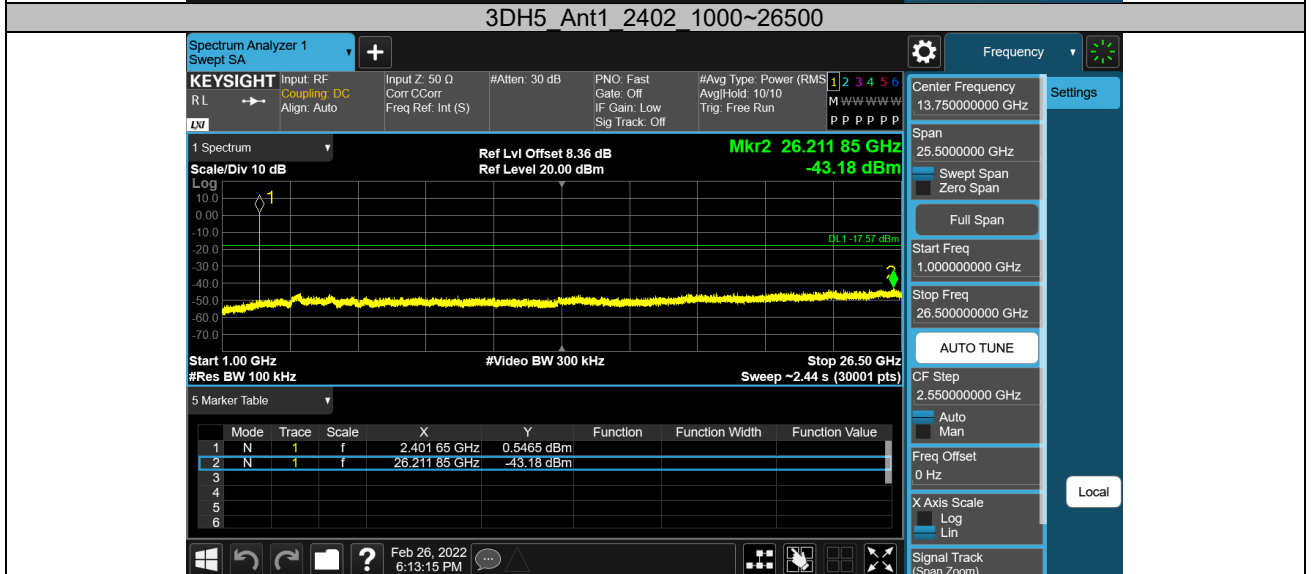 3DH5_Ant1_2402_1000~26500
Spectrum Analyzer 1
Swept SA
Frequency
KEYSIGHT
RL
LXI
Input: RF
Coupling: DC
Align: Auto
Input Z: 50 Ω
Corr CCorr
Freq Ref: Int (S)
#Atten: 30 dB
PNO: Fast
Gate: Off
IF Gain: Low
Sig Track: Off
#Avg Type: Power (RMS
Avg|Hold: 10/10
Trig: Free Run
1 2 3 4 5 6
M W W W W W
P P P P P P
1 Spectrum
Scale/Div 10 dB
Ref Lvl Offset 8.36 dB
Ref Level 20.00 dBm
Mkr2 26.211 85 GHz
-43.18 dBm
Log
10.0
0.00
-10.0
-20.0
-30.0
-40.0
-50.0
-60.0
-70.0
1
DL1 -17.57 dBm
2
Start 1.00 GHz
#Res BW 100 kHz
#Video BW 300 kHz
Stop 26.50 GHz
Sweep ~2.44 s (30001 pts)
5 Marker Table
Mode Trace Scale X Y Function Function Width Function Value
1 N 1 f 2.401 65 GHz 0.5465 dBm
2 N 1 f 26.211 85 GHz -43.18 dBm
3
4
5
6
Feb 26, 2022
6:13:15 PM
Center Frequency
13.750000000 GHz
Span
25.5000000 GHz
Swept Span
Zero Span
Full Span
Start Freq
1.000000000 GHz
Stop Freq
26.500000000 GHz
AUTO TUNE
CF Step
2.550000000 GHz
Auto
Man
Freq Offset
0 Hz
X Axis Scale
Log
Lin
Signal Track
(Span Zoom)
Settings
Local